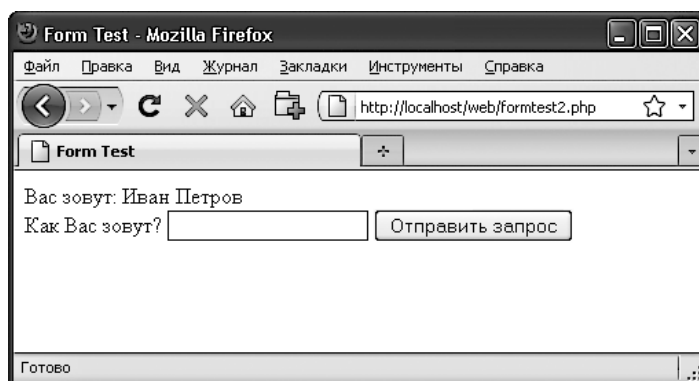 Form Test - Mozilla Firefox
Файл Правка Вид Журнал Закладки Инструменты Справка
http://localhost/web/formtest2.php
Form Test
Вас зовут: Иван Петров
Как Вас зовут? Отправить запрос
Готово